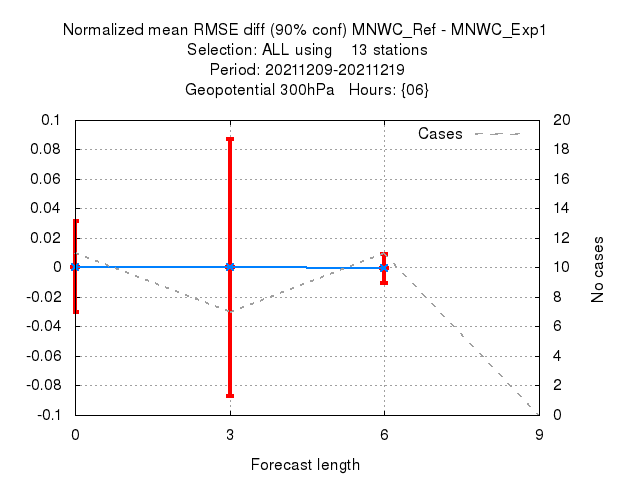 Normalized mean RMSE diff (90% conf) MNWC_Ref - MNWC_Exp1
Selection: ALL using    13 stations
Period: 20211209-20211219
Geopotential 300hPa   Hours: {06}
Cases
0.1
0.08
0.06
0.04
0.02
0
-0.02
-0.04
-0.06
-0.08
-0.1
20
18
16
14
12
10
8
6
4
2
0
No cases
0 3 6 9
Forecast length